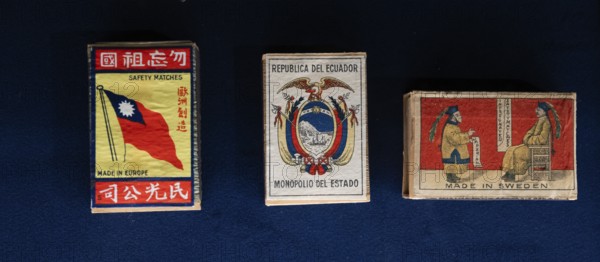 勿忘祖國
SAFETY MATCHES
歐洲創造
MADE IN EUROPE
民光公司
REPUBLICA DEL ECUADOR
MONOPOLIO DEL ESTADO
MADE IN SWEDEN